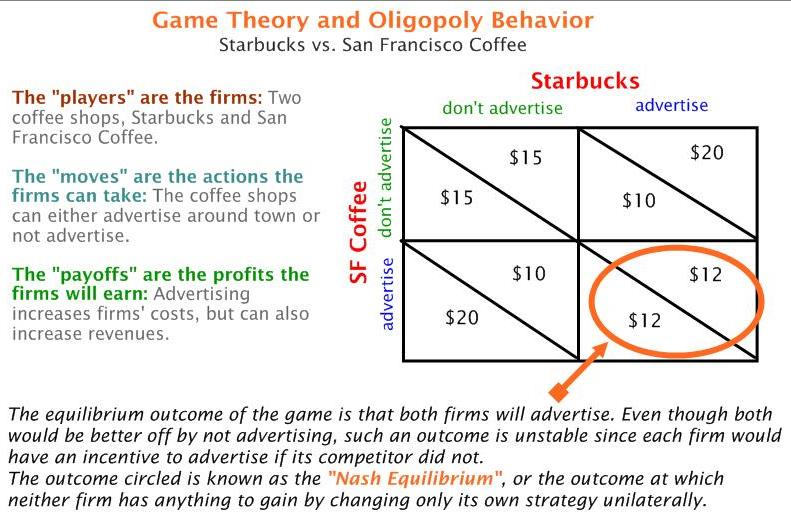 Game Theory and Oligopoly Behavior
Starbucks vs. San Francisco Coffee
The "players" are the firms: Two
coffee shops, Starbucks and San
Francisco Coffee.
The "moves" are the actions the
firms can take: The coffee shops
can either advertise around town or
not advertise.
The "payoffs" are the profits the
firms will earn: Advertising
increases firms' costs, but can also
increase revenues.
Starbucks
don't advertise
advertise
SF Coffee
don't advertise
advertise
$15
$15
$20
$10
$10
$20
$12
$12
The equilibrium outcome of the game is that both firms will advertise. Even though both
would be better off by not advertising, such an outcome is unstable since each firm would
have an incentive to advertise if its competitor did not.
The outcome circled is known as the "Nash Equilibrium", or the outcome at which
neither firm has anything to gain by changing only its own strategy unilaterally.